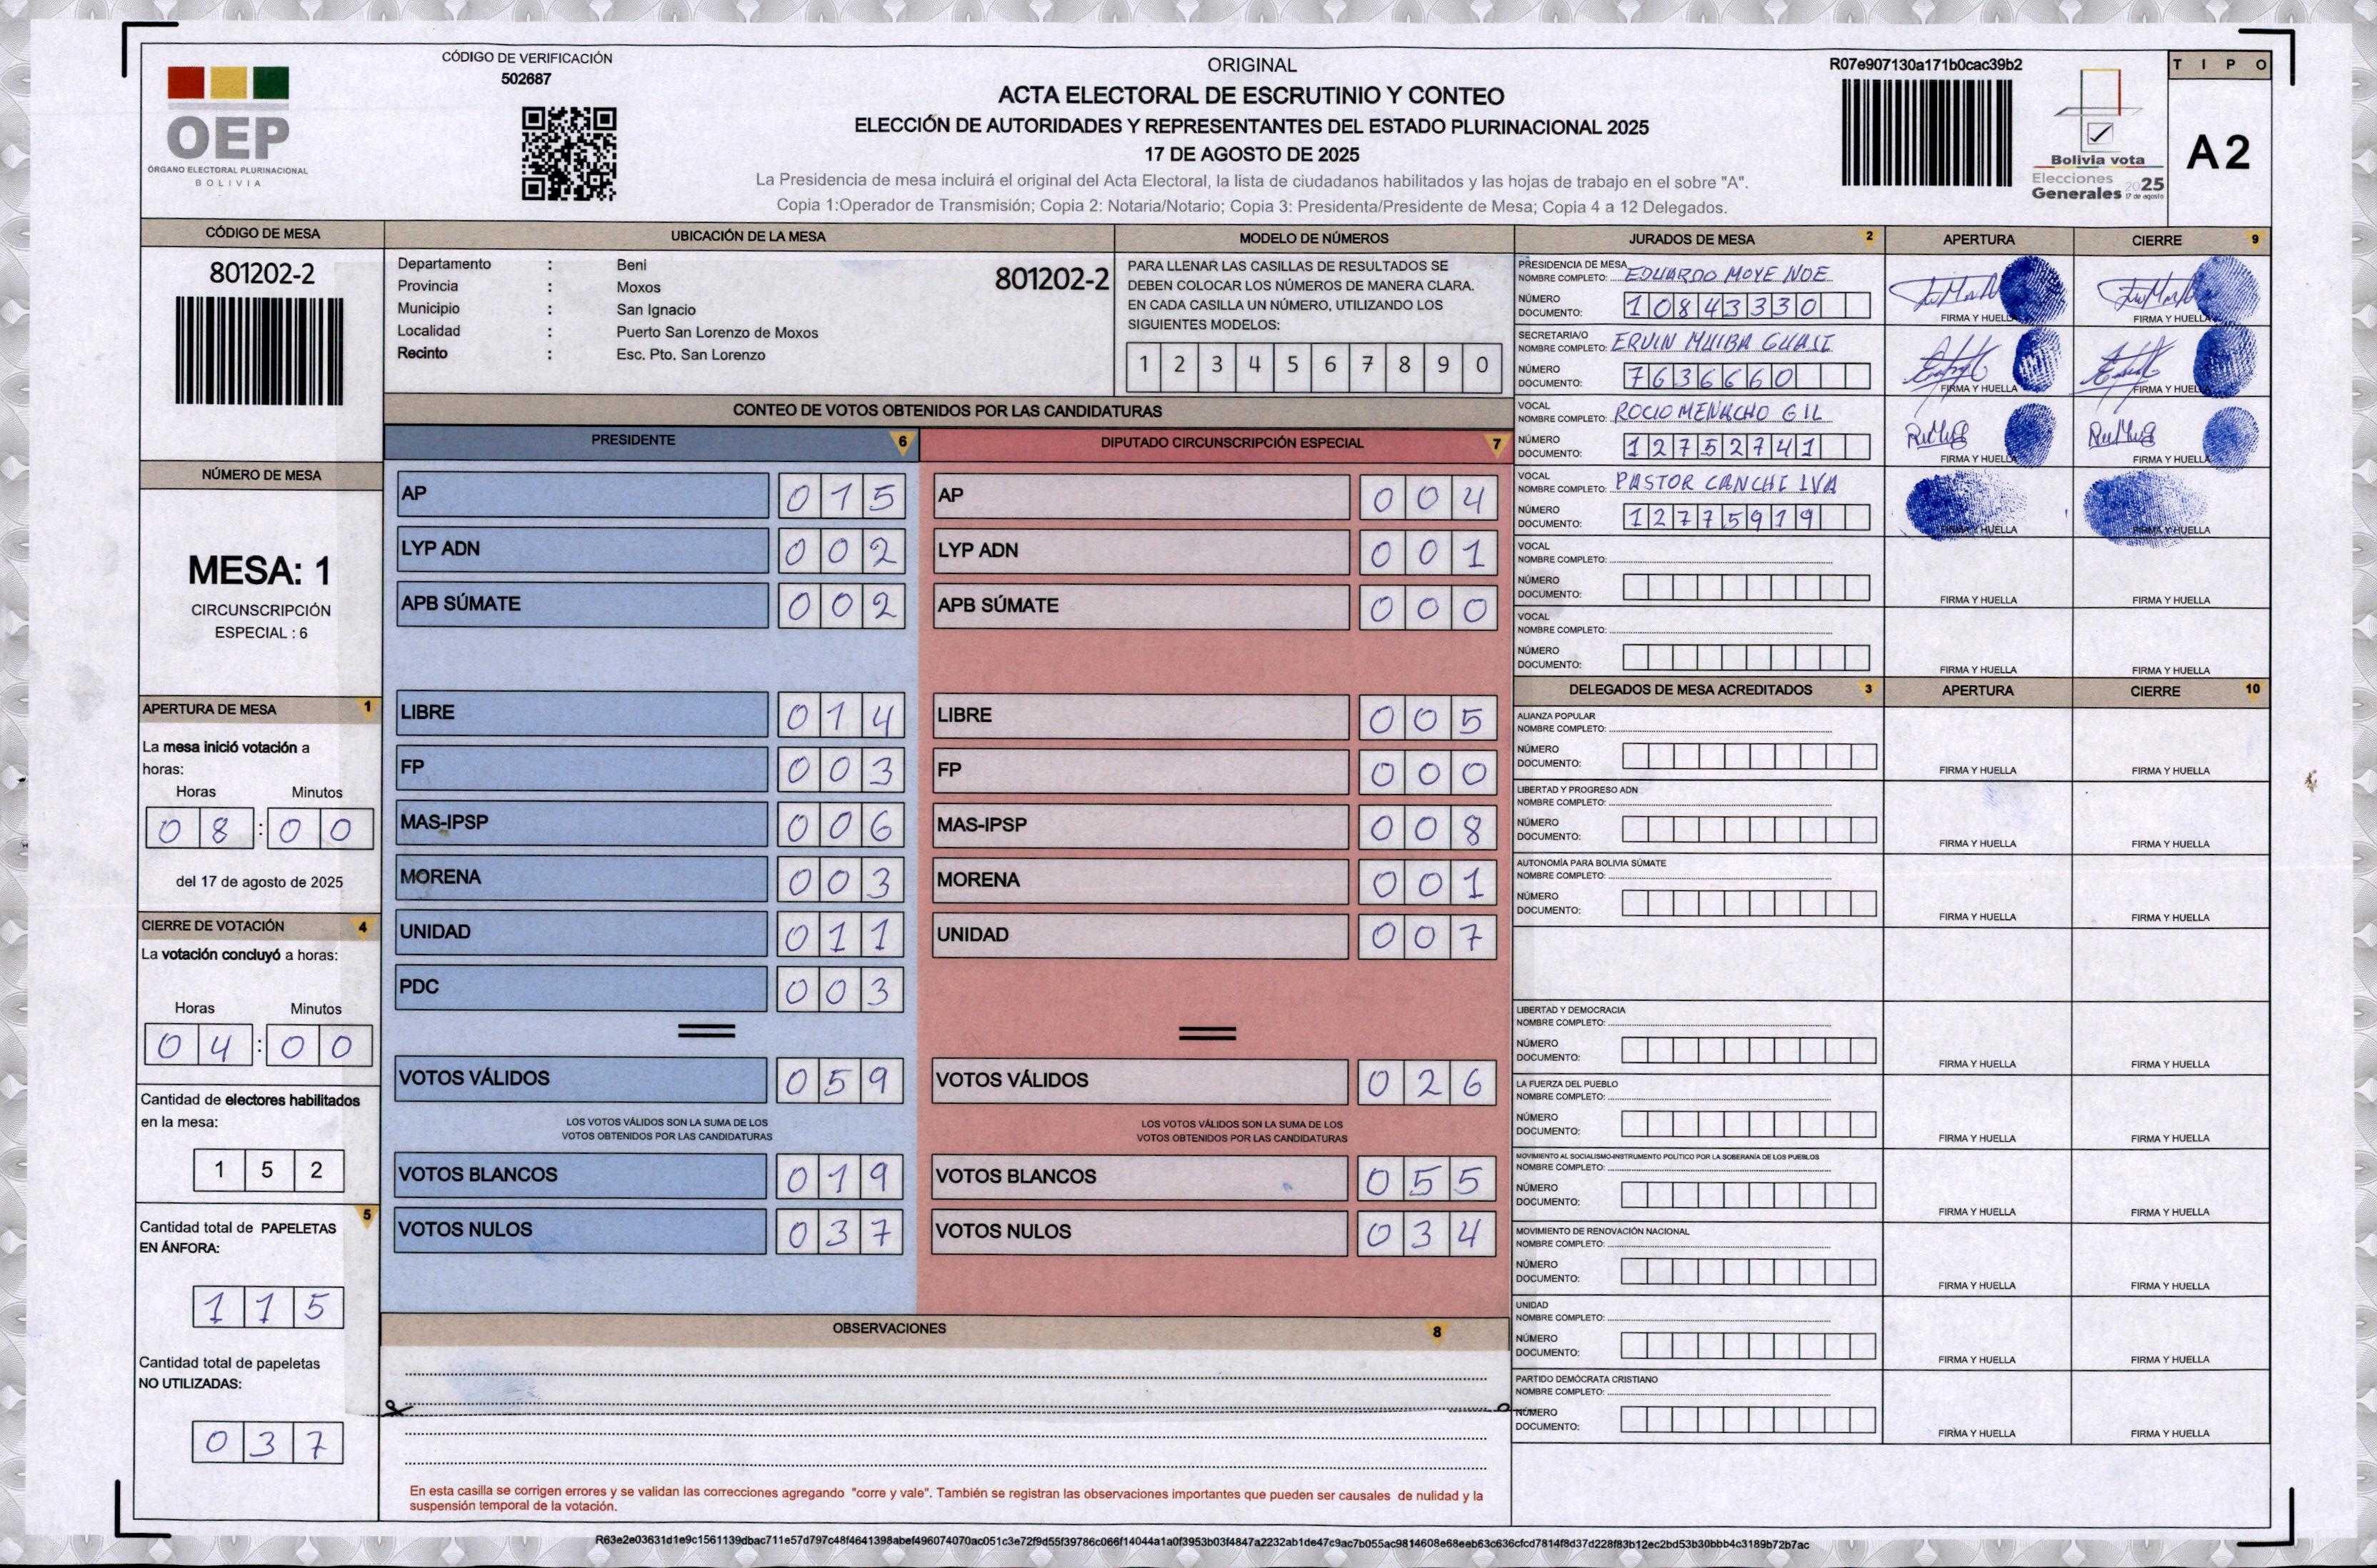 CÓDIGO DE VERIFICACIÓN
502687
OEP
ÓRGANO ELECTORAL PLURINACIONAL
BOLIVIA
ORIGINAL
ACTA ELECTORAL DE ESCRUTINIO Y CONTEO
ELECCIÓN DE AUTORIDADES Y REPRESENTANTES DEL ESTADO PLURINACIONAL 2025
17 DE AGOSTO DE 2025
La Presidencia de mesa incluirá el original del Acta Electoral, la lista de ciudadanos habilitados y las hojas de trabajo en el sobre "A".
Copia 1:Operador de Transmisión; Copia 2: Notaria/Notario; Copia 3: Presidenta/Presidente de Mesa; Copia 4 a 12 Delegados.
R07e907130a171b0cac39b2
Bolivia vota
Elecciones
Generales 2025
17 de agosto
TIPO
A2
CÓDIGO DE MESA
801202-2
NÚMERO DE MESA
MESA: 1
CIRCUNSCRIPCIÓN
ESPECIAL : 6
APERTURA DE MESA 1
La mesa inició votación a
horas:
Horas Minutos
08:00
del 17 de agosto de 2025
CIERRE DE VOTACIÓN 4
La votación concluyó a horas:
Horas Minutos
04:00
Cantidad de electores habilitados
en la mesa:
152
5
Cantidad total de PAPELETAS
EN ÁNFORA:
115
Cantidad total de papeletas
NO UTILIZADAS:
037
UBICACIÓN DE LA MESA
Departamento : Beni
801202-2
Provincia : Moxos
Municipio : San Ignacio
Localidad : Puerto San Lorenzo de Moxos
Recinto : Esc. Pto. San Lorenzo
MODELO DE NÚMEROS
PARA LLENAR LAS CASILLAS DE RESULTADOS SE
DEBEN COLOCAR LOS NÚMEROS DE MANERA CLARA.
EN CADA CASILLA UN NÚMERO, UTILIZANDO LOS
SIGUIENTES MODELOS:
1 2 3 4 5 6 7 8 9 0
CONTEO DE VOTOS OBTENIDOS POR LAS CANDIDATURAS
PRESIDENTE 6
AP 015
LYP ADN 002
APB SÚMATE 002
LIBRE 014
FP 003
MAS-IPSP 006
MORENA 003
UNIDAD 011
PDC 003
VOTOS VÁLIDOS 059
LOS VOTOS VÁLIDOS SON LA SUMA DE LOS
VOTOS OBTENIDOS POR LAS CANDIDATURAS
VOTOS BLANCOS 019
VOTOS NULOS 037
DIPUTADO CIRCUNSCRIPCIÓN ESPECIAL 7
AP 004
LYP ADN 001
APB SÚMATE 000
LIBRE 005
FP 000
MAS-IPSP 008
MORENA 001
UNIDAD 007
VOTOS VÁLIDOS 026
LOS VOTOS VÁLIDOS SON LA SUMA DE LOS
VOTOS OBTENIDOS POR LAS CANDIDATURAS
VOTOS BLANCOS 055
VOTOS NULOS 034
OBSERVACIONES 8
En esta casilla se corrigen errores y se validan las correcciones agregando "corre y vale". También se registran las observaciones importantes que pueden ser causales de nulidad y la
suspensión temporal de la votación.
JURADOS DE MESA 2 APERTURA CIERRE 9
PRESIDENCIA DE MESA
NOMBRE COMPLETO: EDUARDO MOYE NOE
NÚMERO
DOCUMENTO: 10843330
FIRMA Y HUELLA FIRMA Y HUELLA
SECRETARIA/O
NOMBRE COMPLETO: ERVIN MUIBA GUASI
NÚMERO
DOCUMENTO: 7636660
FIRMA Y HUELLA FIRMA Y HUELLA
VOCAL
NOMBRE COMPLETO: ROCIO MENACHO GIL
NÚMERO
DOCUMENTO: 12752741
FIRMA Y HUELLA FIRMA Y HUELLA
VOCAL
NOMBRE COMPLETO: PASTOR CANCHI IVA
NÚMERO
DOCUMENTO: 12775919
FIRMA Y HUELLA FIRMA Y HUELLA
VOCAL
NOMBRE COMPLETO:
NÚMERO
DOCUMENTO:
FIRMA Y HUELLA FIRMA Y HUELLA
VOCAL
NOMBRE COMPLETO:
NÚMERO
DOCUMENTO:
FIRMA Y HUELLA FIRMA Y HUELLA
DELEGADOS DE MESA ACREDITADOS 3 APERTURA CIERRE 10
ALIANZA POPULAR
NOMBRE COMPLETO:
NÚMERO
DOCUMENTO:
FIRMA Y HUELLA FIRMA Y HUELLA
LIBERTAD Y PROGRESO ADN
NOMBRE COMPLETO:
NÚMERO
DOCUMENTO:
FIRMA Y HUELLA FIRMA Y HUELLA
AUTONOMÍA PARA BOLIVIA SÚMATE
NOMBRE COMPLETO:
NÚMERO
DOCUMENTO:
FIRMA Y HUELLA FIRMA Y HUELLA
LIBERTAD Y DEMOCRACIA
NOMBRE COMPLETO:
NÚMERO
DOCUMENTO:
FIRMA Y HUELLA FIRMA Y HUELLA
LA FUERZA DEL PUEBLO
NOMBRE COMPLETO:
NÚMERO
DOCUMENTO:
FIRMA Y HUELLA FIRMA Y HUELLA
MOVIMIENTO AL SOCIALISMO-INSTRUMENTO POLÍTICO POR LA SOBERANÍA DE LOS PUEBLOS
NOMBRE COMPLETO:
NÚMERO
DOCUMENTO:
FIRMA Y HUELLA FIRMA Y HUELLA
MOVIMIENTO DE RENOVACIÓN NACIONAL
NOMBRE COMPLETO:
NÚMERO
DOCUMENTO:
FIRMA Y HUELLA FIRMA Y HUELLA
UNIDAD
NOMBRE COMPLETO:
NÚMERO
DOCUMENTO:
FIRMA Y HUELLA FIRMA Y HUELLA
PARTIDO DEMÓCRATA CRISTIANO
NOMBRE COMPLETO:
NÚMERO
DOCUMENTO:
FIRMA Y HUELLA FIRMA Y HUELLA